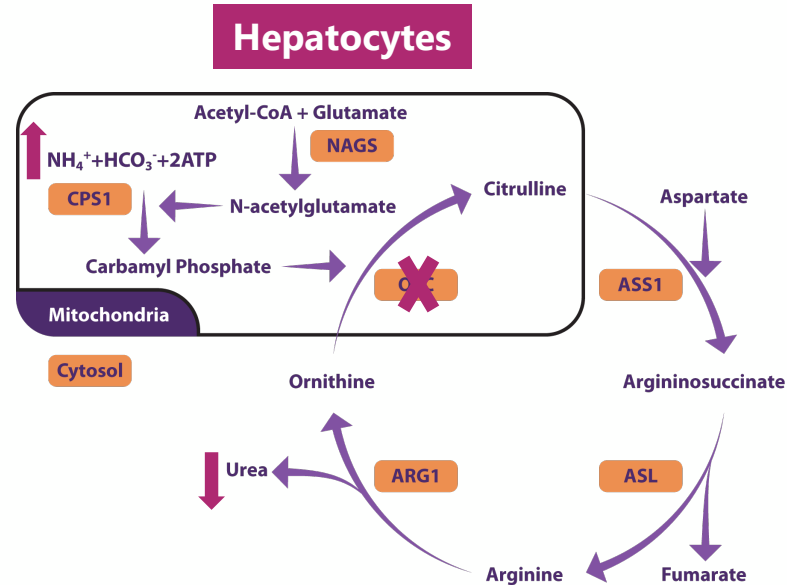 Hepatocytes
Acetyl-CoA + Glutamate
NAGS
NH₄⁺+HCO₃⁻+2ATP
CPS1
N-acetylglutamate
Citrulline
Aspartate
Carbamyl Phosphate
ASS1
Mitochondria
Cytosol
Ornithine
Argininosuccinate
Urea
ARG1
ASL
Arginine
Fumarate